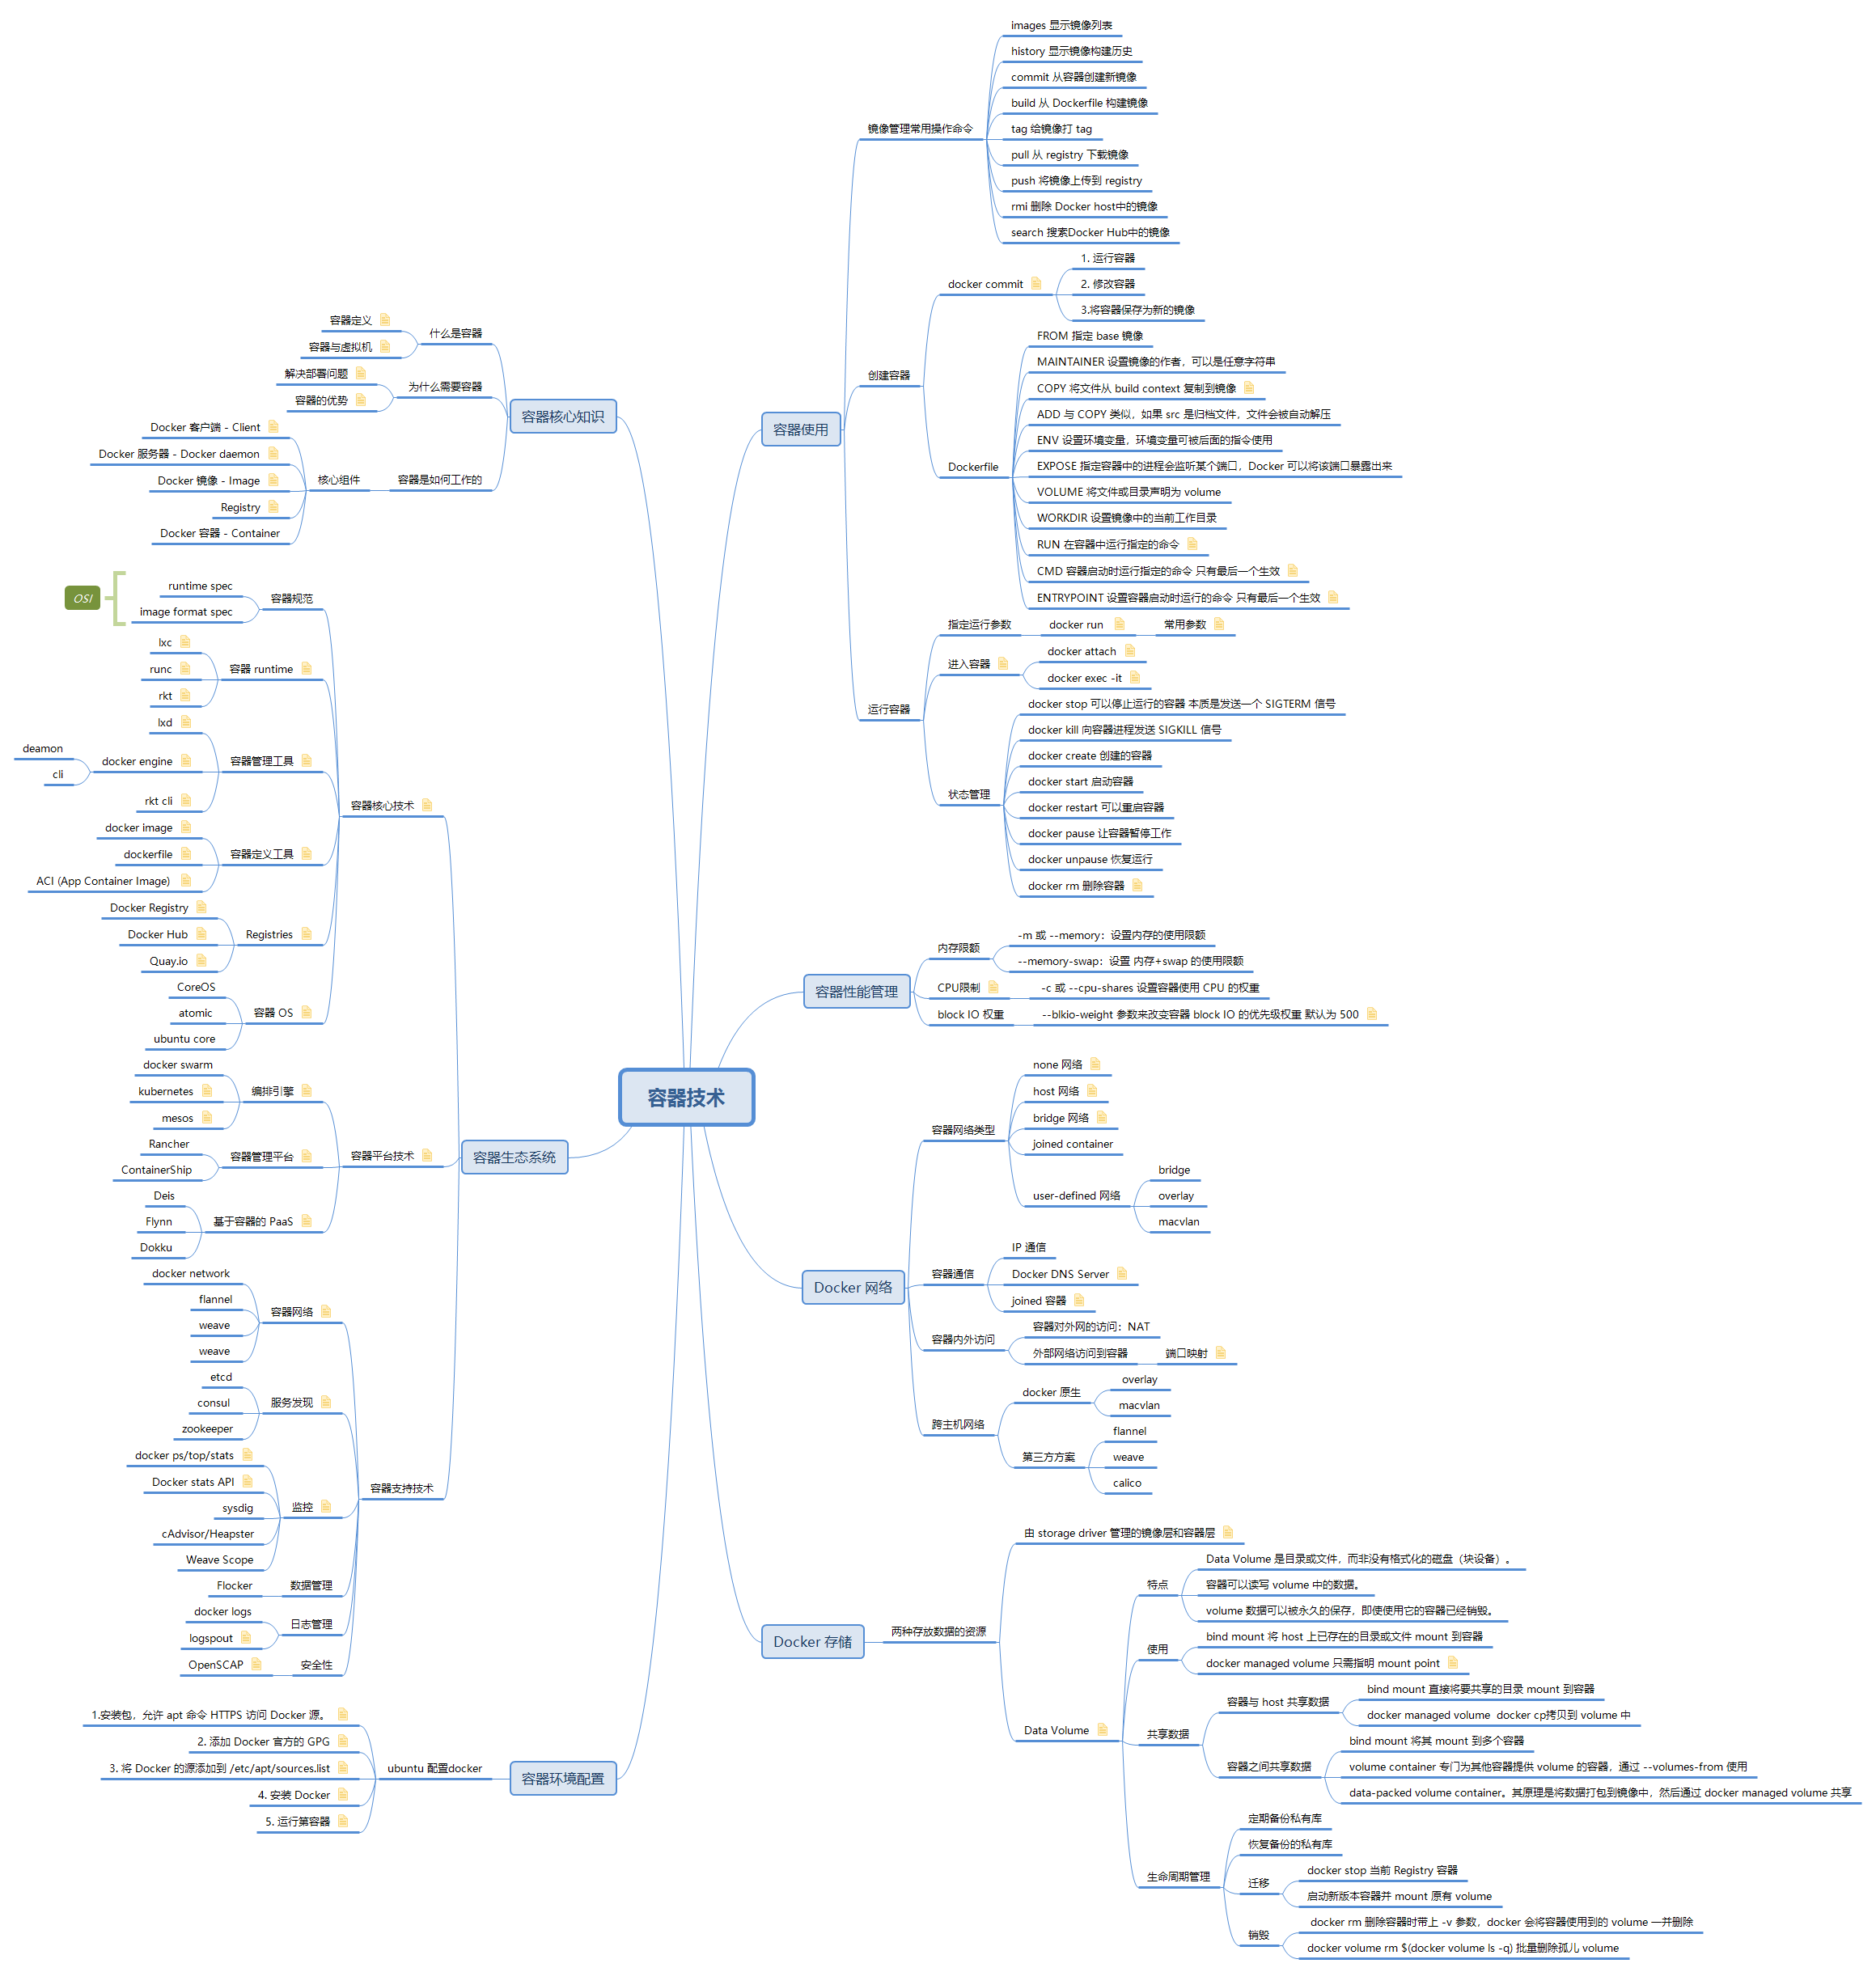 容器技术
容器核心知识
什么是容器
容器定义
容器与虚拟机
为什么需要容器
解决部署问题
容器的优势
容器是如何工作的
核心组件
Docker 客户端 - Client
Docker 服务器 - Docker daemon
Docker 镜像 - Image
Registry
Docker 容器 - Container
容器生态系统
容器核心技术
容器规范
runtime spec
image format spec
OSI
容器 runtime
lxc
runc
rkt
容器管理工具
lxd
docker engine
deamon
cli
rkt cli
容器定义工具
docker image
dockerfile
ACI (App Container Image)
Registries
Docker Registry
Docker Hub
Quay.io
容器 OS
CoreOS
atomic
ubuntu core
容器平台技术
编排引擎
docker swarm
kubernetes
mesos
容器管理平台
Rancher
ContainerShip
基于容器的 PaaS
Deis
Flynn
Dokku
容器支持技术
容器网络
docker network
flannel
weave
weave
服务发现
etcd
consul
zookeeper
监控
docker ps/top/stats
Docker stats API
sysdig
cAdvisor/Heapster
Weave Scope
数据管理
Flocker
日志管理
docker logs
logspout
安全性
OpenSCAP
容器环境配置
ubuntu 配置docker
1.安装包，允许 apt 命令 HTTPS 访问 Docker 源。
2. 添加 Docker 官方的 GPG
3. 将 Docker 的源添加到 /etc/apt/sources.list
4. 安装 Docker
5. 运行第容器
容器使用
镜像管理常用操作命令
images 显示镜像列表
history 显示镜像构建历史
commit 从容器创建新镜像
build 从 Dockerfile 构建镜像
tag 给镜像打 tag
pull 从 registry 下载镜像
push 将镜像上传到 registry
rmi 删除 Docker host中的镜像
search 搜索Docker Hub中的镜像
创建容器
docker commit
1. 运行容器
2. 修改容器
3.将容器保存为新的镜像
Dockerfile
FROM 指定 base 镜像
MAINTAINER 设置镜像的作者，可以是任意字符串
COPY 将文件从 build context 复制到镜像
ADD 与 COPY 类似，如果 src 是归档文件，文件会被自动解压
ENV 设置环境变量，环境变量可被后面的指令使用
EXPOSE 指定容器中的进程会监听某个端口，Docker 可以将该端口暴露出来
VOLUME 将文件或目录声明为 volume
WORKDIR 设置镜像中的当前工作目录
RUN 在容器中运行指定的命令
CMD 容器启动时运行指定的命令 只有最后一个生效
ENTRYPOINT 设置容器启动时运行的命令 只有最后一个生效
运行容器
指定运行参数
docker run
常用参数
进入容器
docker attach
docker exec -it
状态管理
docker stop 可以停止运行的容器 本质是发送一个 SIGTERM 信号
docker kill 向容器进程发送 SIGKILL 信号
docker create 创建的容器
docker start 启动容器
docker restart 可以重启容器
docker pause 让容器暂停工作
docker unpause 恢复运行
docker rm 删除容器
容器性能管理
内存限额
-m 或 --memory：设置内存的使用限额
--memory-swap：设置 内存+swap 的使用限额
CPU限制
-c 或 --cpu-shares 设置容器使用 CPU 的权重
block IO 权重
--blkio-weight 参数来改变容器 block IO 的优先级权重 默认为 500
Docker 网络
容器网络类型
none 网络
host 网络
bridge 网络
joined container
user-defined 网络
bridge
overlay
macvlan
容器通信
IP 通信
Docker DNS Server
joined 容器
容器内外访问
容器对外网的访问：NAT
外部网络访问到容器
端口映射
跨主机网络
docker 原生
overlay
macvlan
第三方方案
flannel
weave
calico
Docker 存储
两种存放数据的资源
由 storage driver 管理的镜像层和容器层
Data Volume
特点
Data Volume 是目录或文件，而非没有格式化的磁盘（块设备）。
容器可以读写 volume 中的数据。
volume 数据可以被永久的保存，即使使用它的容器已经销毁。
使用
bind mount 将 host 上已存在的目录或文件 mount 到容器
docker managed volume 只需指明 mount point
共享数据
容器与 host 共享数据
bind mount 直接将要共享的目录 mount 到容器
docker managed volume  docker cp拷贝到 volume 中
容器之间共享数据
bind mount 将其 mount 到多个容器
volume container 专门为其他容器提供 volume 的容器，通过 --volumes-from 使用
data-packed volume container。其原理是将数据打包到镜像中，然后通过 docker managed volume 共享
生命周期管理
定期备份私有库
恢复备份的私有库
迁移
docker stop 当前 Registry 容器
启动新版本容器并 mount 原有 volume
销毁
docker rm 删除容器时带上 -v 参数，docker 会将容器使用到的 volume 一并删除
docker volume rm $(docker volume ls -q) 批量删除孤儿 volume